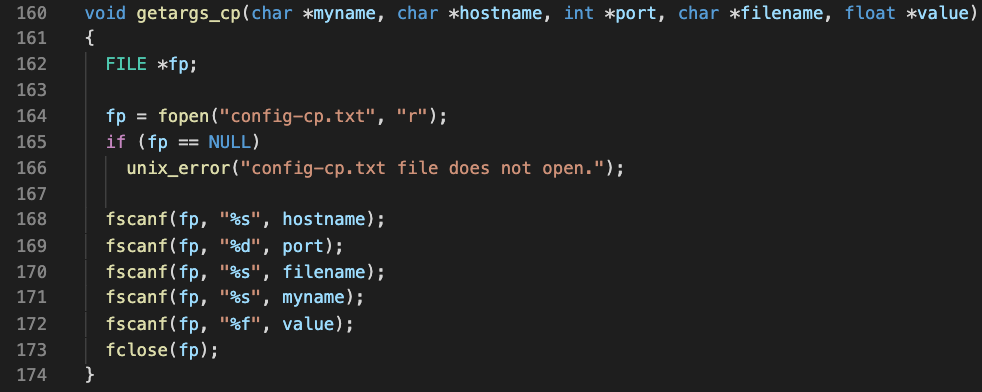 160 void getargs_cp(char *myname, char *hostname, int *port, char *filename, float *value)
161 {
162   FILE *fp;
163
164   fp = fopen("config-cp.txt", "r");
165   if (fp == NULL)
166     unix_error("config-cp.txt file does not open.");
167
168   fscanf(fp, "%s", hostname);
169   fscanf(fp, "%d", port);
170   fscanf(fp, "%s", filename);
171   fscanf(fp, "%s", myname);
172   fscanf(fp, "%f", value);
173   fclose(fp);
174 }